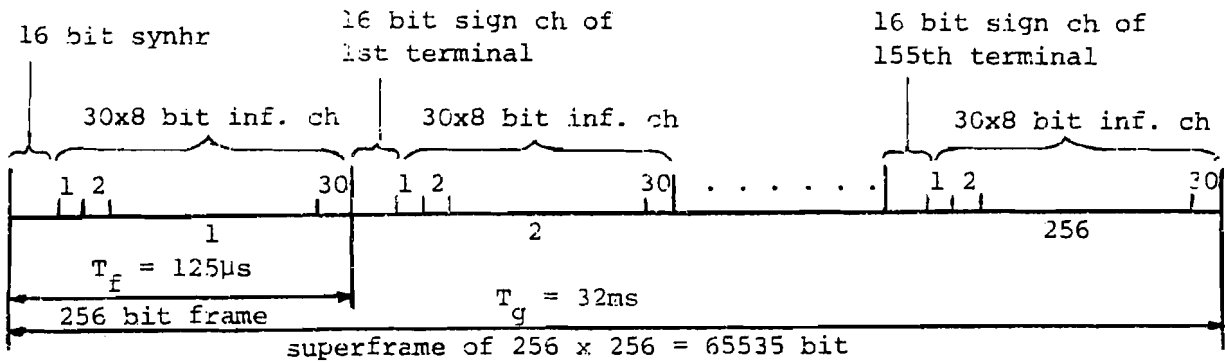 16 bit synhr
16 bit sign ch of
1st terminal
16 bit sign ch of
155th terminal
30x8 bit inf. ch
30x8 bit inf. ch
30x8 bit inf. ch
1 2 30 1 2 30 . . . . . . 1 2 30
1 2 256
T_f = 125µs
T_g = 32ms
256 bit frame
superframe of 256 x 256 = 65535 bit